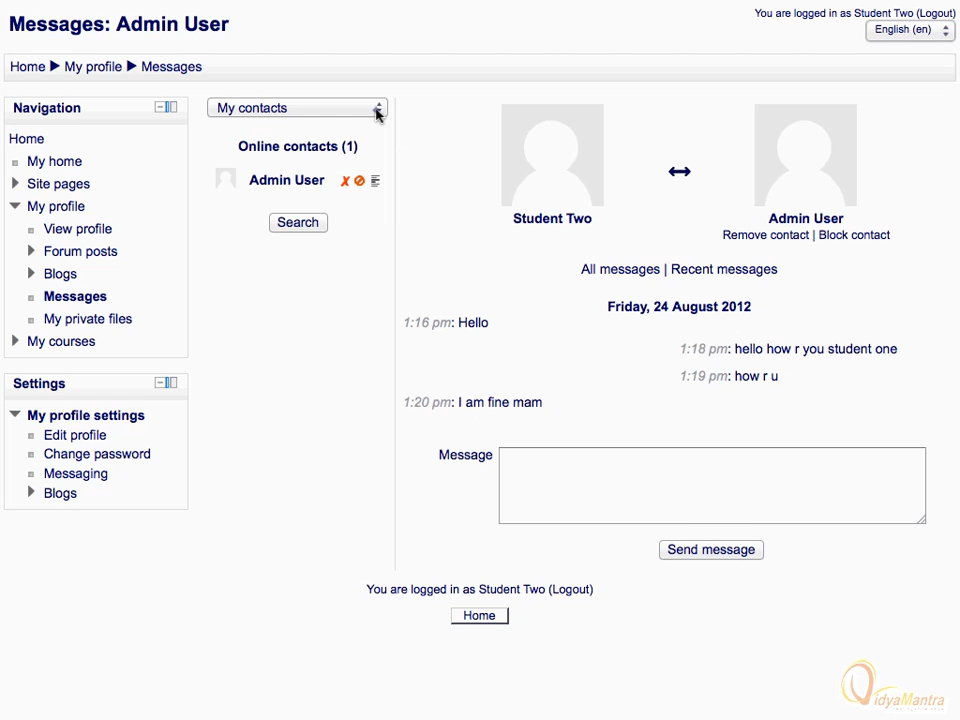 Messages: Admin User
You are logged in as Student Two (Logout)
English (en)
Home ▶ My profile ▶ Messages
Navigation
Home
My home
Site pages
My profile
View profile
Forum posts
Blogs
Messages
My private files
My courses
Settings
My profile settings
Edit profile
Change password
Messaging
Blogs
My contacts
Online contacts (1)
Admin User
Search
Student Two
Admin User
Remove contact | Block contact
All messages | Recent messages
Friday, 24 August 2012
1:16 pm: Hello
1:18 pm: hello how r you student one
1:19 pm: how r u
1:20 pm: I am fine mam
Message
Send message
You are logged in as Student Two (Logout)
Home
VidyaMantra